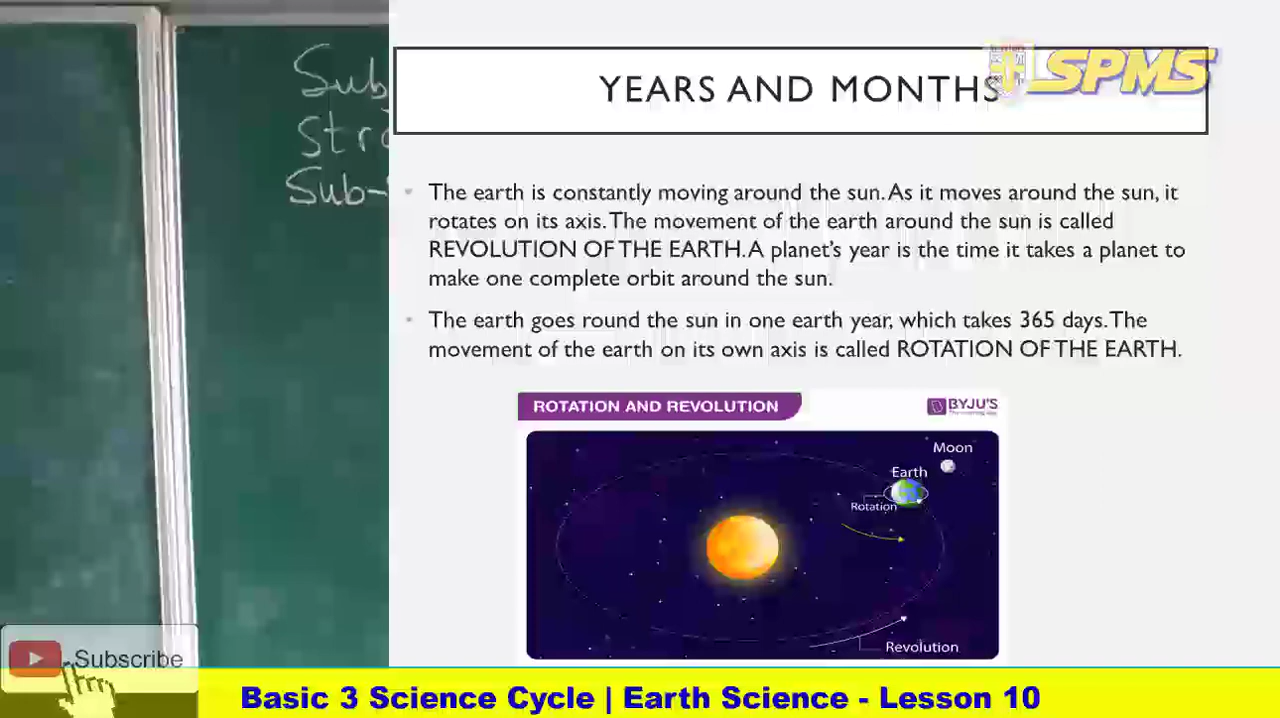 Sub
Str
Sub-
YEARS AND MONTHS
SPMS
The earth is constantly moving around the sun. As it moves around the sun, it
rotates on its axis. The movement of the earth around the sun is called
REVOLUTION OF THE EARTH. A planet's year is the time it takes a planet to
make one complete orbit around the sun.
The earth goes round the sun in one earth year, which takes 365 days. The
movement of the earth on its own axis is called ROTATION OF THE EARTH.
ROTATION AND REVOLUTION
BYJU'S
Moon
Earth
Rotation
Revolution
Subscribe
Basic 3 Science Cycle | Earth Science - Lesson 10